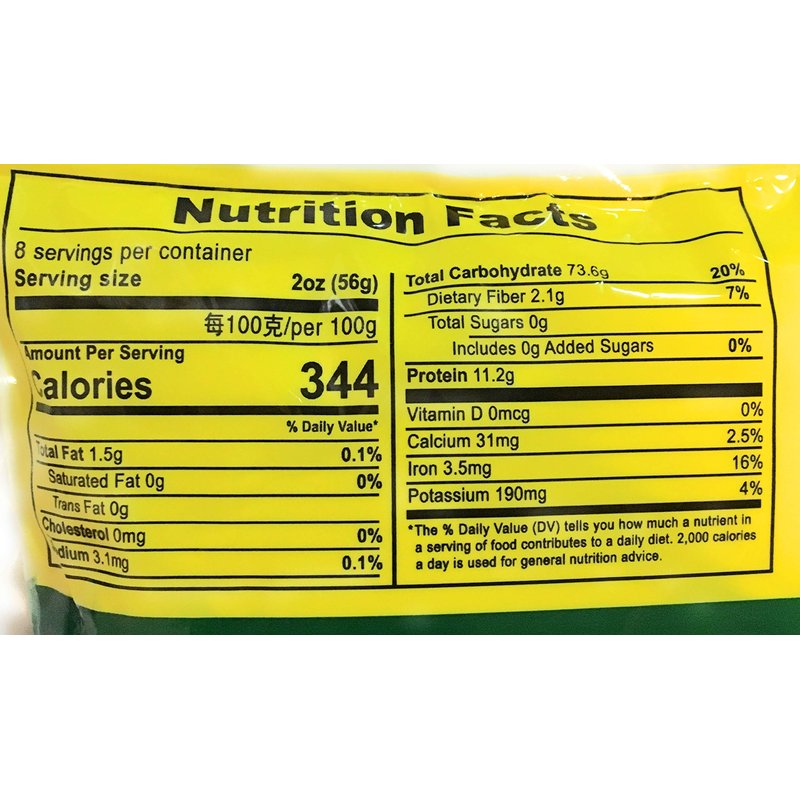 Nutrition Facts
8 servings per container
Serving size 2oz (56g)
每100克/per 100g
Amount Per Serving
Calories 344
% Daily Value*
Total Fat 1.5g 0.1%
Saturated Fat 0g 0%
Trans Fat 0g
Cholesterol 0mg 0%
dium 3.1mg 0.1%
Total Carbohydrate 73.6g 20%
Dietary Fiber 2.1g 7%
Total Sugars 0g
Includes 0g Added Sugars 0%
Protein 11.2g
Vitamin D 0mcg 0%
Calcium 31mg 2.5%
Iron 3.5mg 16%
Potassium 190mg 4%
*The % Daily Value (DV) tells you how much a nutrient in
a serving of food contributes to a daily diet. 2,000 calories
a day is used for general nutrition advice.